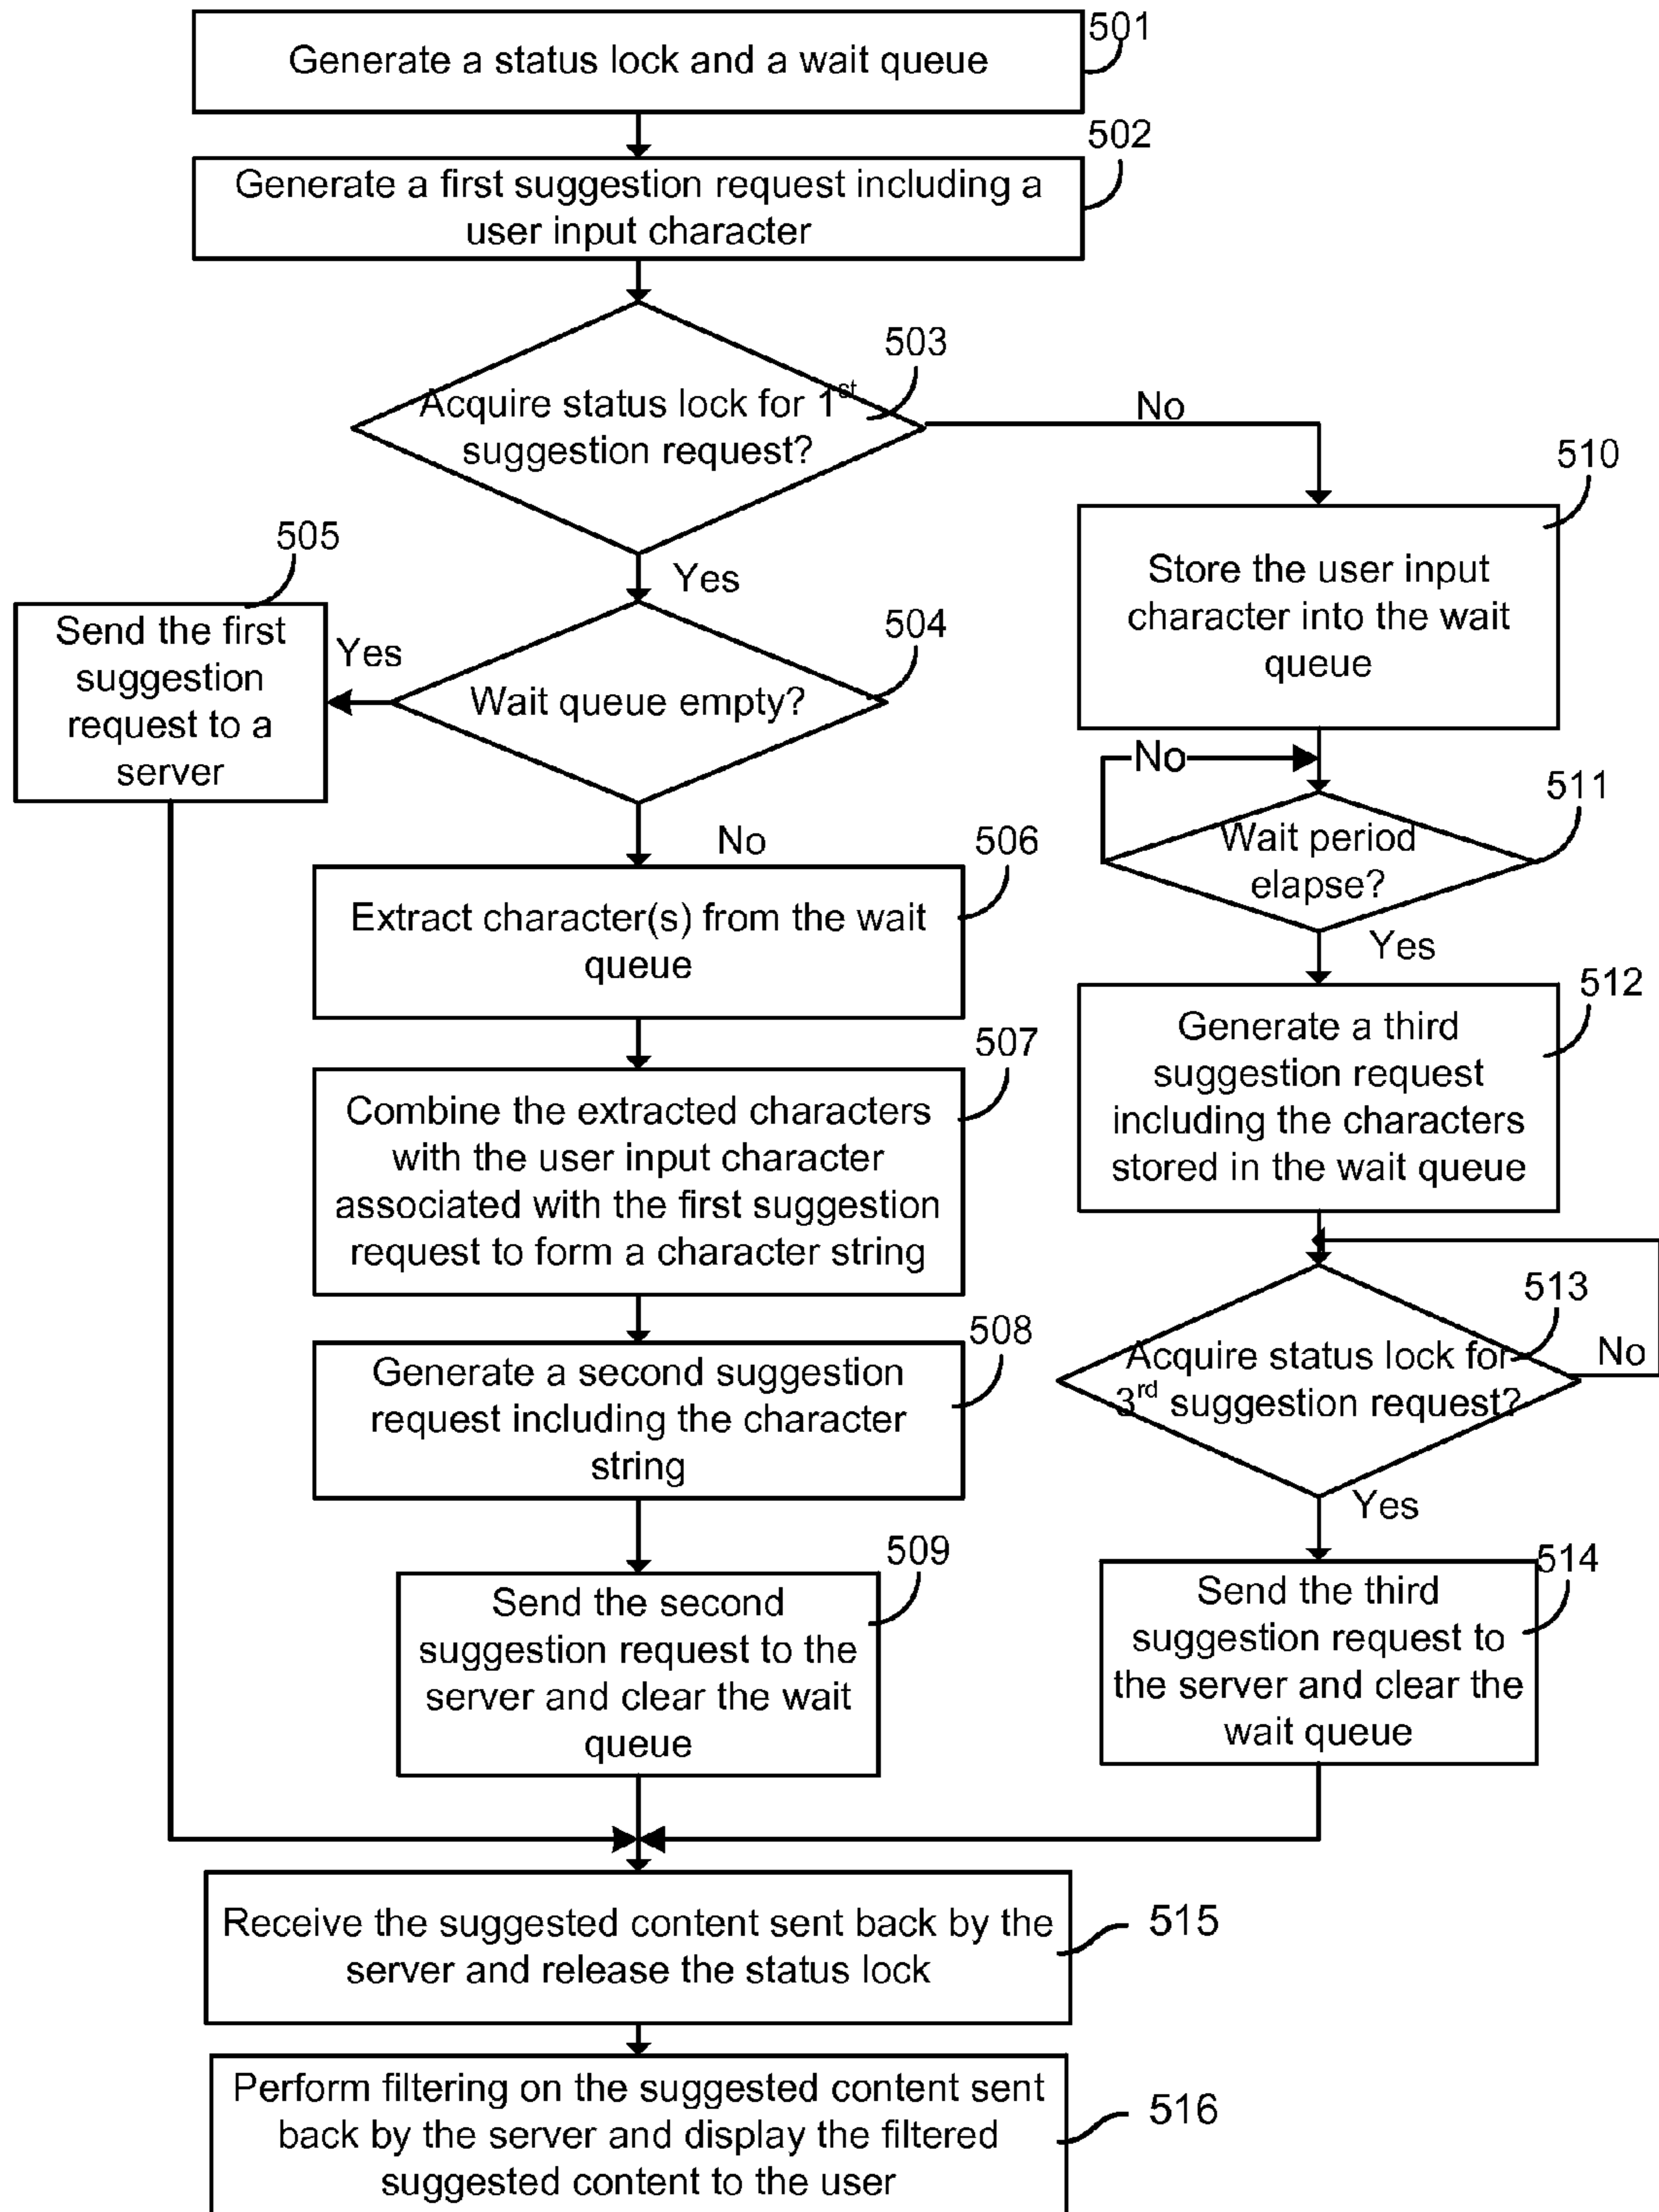 501
Generate a status lock and a wait queue
502
Generate a first suggestion request including a
user input character
503
Acquire status lock for 1st
suggestion request?
No
510
Store the user input
character into the wait
queue
505
Send the first
suggestion
request to a
server
Yes
Yes
504
Wait queue empty?
No
No
511
Wait period
elapse?
Yes
506
Extract character(s) from the wait
queue
512
Generate a third
suggestion request
including the characters
stored in the wait queue
507
Combine the extracted characters
with the user input character
associated with the first suggestion
request to form a character string
513
Acquire status lock for
3rd suggestion request?
No
Yes
508
Generate a second suggestion
request including the character
string
509
Send the second
suggestion request to the
server and clear the wait
queue
514
Send the third
suggestion request to
the server and clear the
wait queue
Receive the suggested content sent back by the
server and release the status lock
515
Perform filtering on the suggested content sent
back by the server and display the filtered
suggested content to the user
516